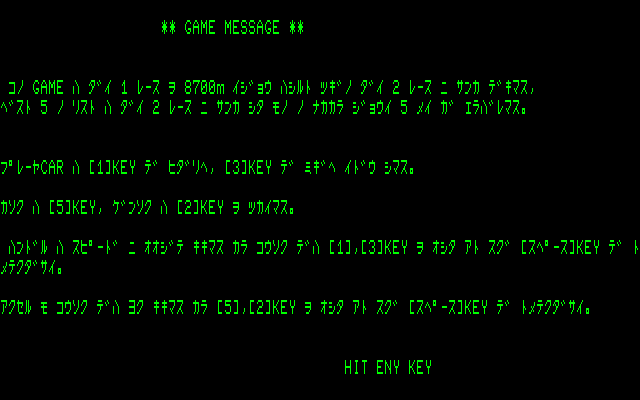 ** GAME MESSAGE **
コノ GAME ハ ダイ 1 レース ヲ 8700m イジョウ ハシルト ツギノ ダイ 2 レース ニ サンカ デキマス,
ベスト 5 ノ リスト ハ ダイ 2 レース ニ サンカ シタ モノ ノ ナカカラ ジョウイ 5 メイ ガ エラバレマス。
プレーヤCAR ハ [1]KEY デ ヒダリヘ, [3]KEY デ ミギヘ イドウ シマス。
カソク ハ [5]KEY, ゲンソク ハ [2]KEY ヲ ツカイマス。
ハンドル ハ スピード ニ オオジテ キキマス カラ コウソク デハ [1],[3]KEY ヲ オシタ アト スグ [スペース]KEY デ ト
メテクダサイ。
アクセル モ コウソク デハ ヨク キキマス カラ [5],[2]KEY ヲ オシタ アト スグ [スペース]KEY デ トメテクダサイ。
HIT ENY KEY